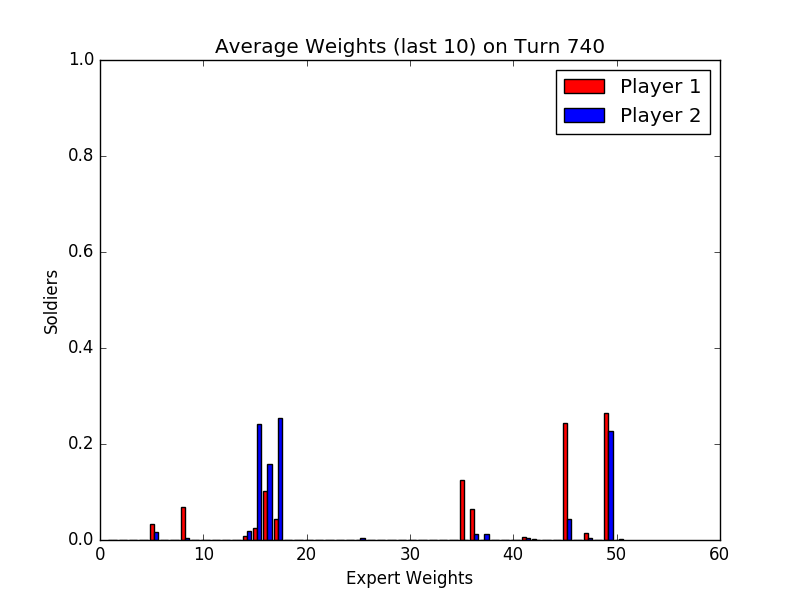 Average Weights (last 10) on Turn 740
1.0
Player 1
Player 2
0.8
0.6
Soldiers
0.4
0.2
0.0
0 10 20 30 40 50 60
Expert Weights